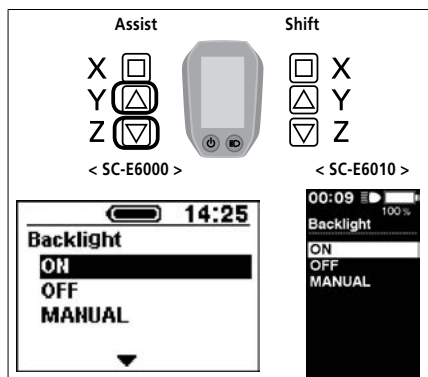 Assist Shift
X X
Y Y
Z Z
< SC-E6000 > < SC-E6010 >
14:25
Backlight
ON
OFF
MANUAL
00:09
100%
Backlight
ON
OFF
MANUAL